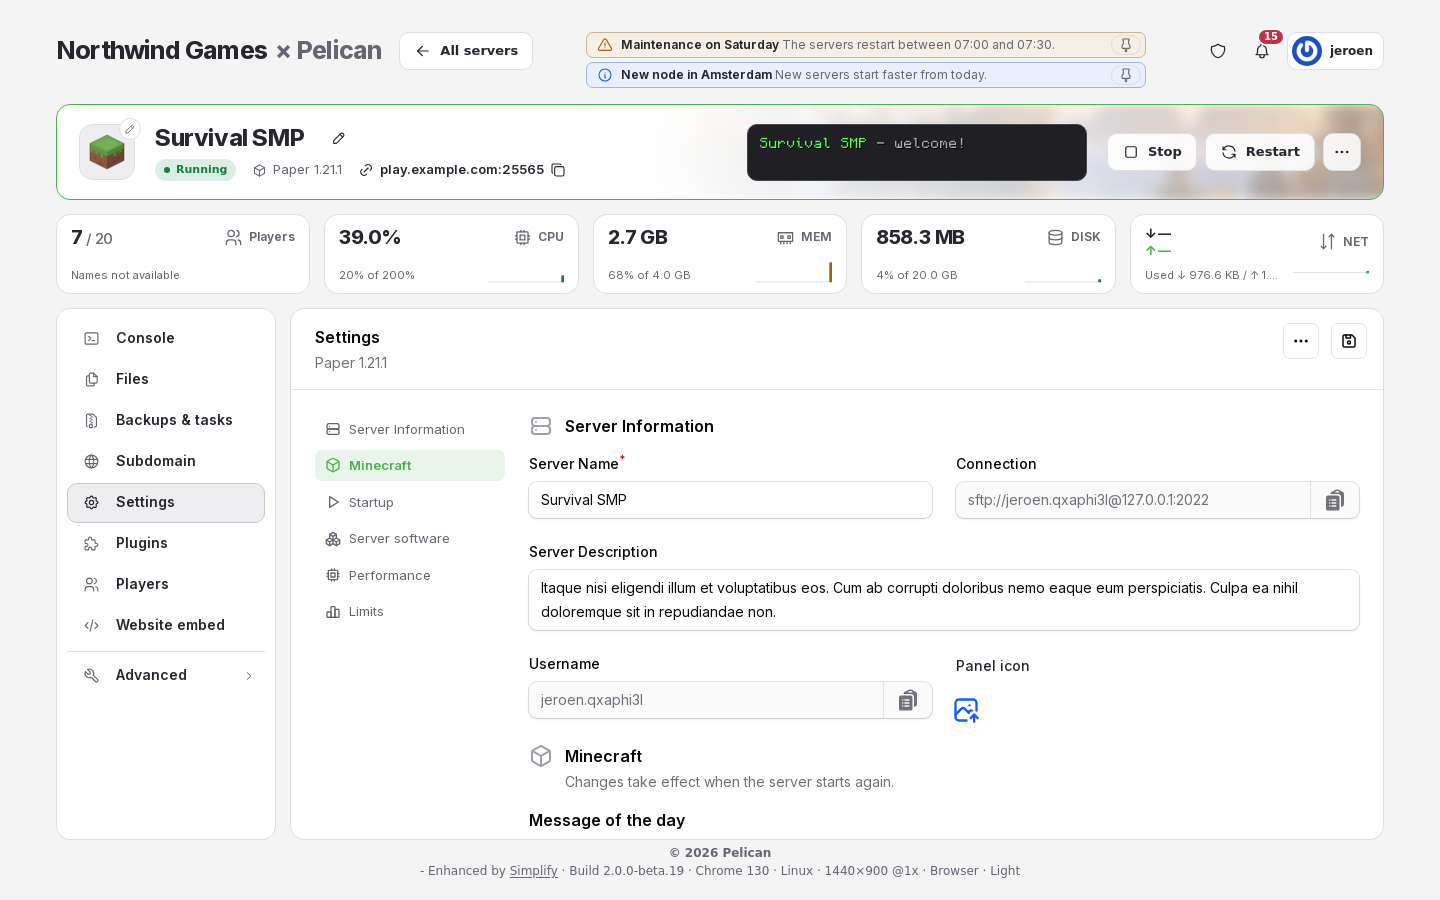 Northwind Games × Pelican
All servers
Maintenance on Saturday The servers restart between 07:00 and 07:30.
New node in Amsterdam New servers start faster from today.
15
jeroen
Survival SMP
Running
Paper 1.21.1
play.example.com:25565
Survival SMP - welcome!
Stop
Restart
7 / 20
Players
Names not available
39.0%
CPU
20% of 200%
2.7 GB
MEM
68% of 4.0 GB
858.3 MB
DISK
4% of 20.0 GB
↓—
↑—
NET
Used ↓ 976.6 KB / ↑ 1....
Console
Files
Backups & tasks
Subdomain
Settings
Plugins
Players
Website embed
Advanced
Settings
Paper 1.21.1
Server Information
Minecraft
Startup
Server software
Performance
Limits
Server Information
Server Name*
Survival SMP
Connection
sftp://jeroen.qxaphi3l@127.0.0.1:2022
Server Description
Itaque nisi eligendi illum et voluptatibus eos. Cum ab corrupti doloribus nemo eaque eum perspiciatis. Culpa ea nihil
doloremque sit in repudiandae non.
Username
jeroen.qxaphi3l
Panel icon
Minecraft
Changes take effect when the server starts again.
Message of the day
© 2026 Pelican
- Enhanced by Simplify · Build 2.0.0-beta.19 · Chrome 130 · Linux · 1440×900 @1x · Browser · Light